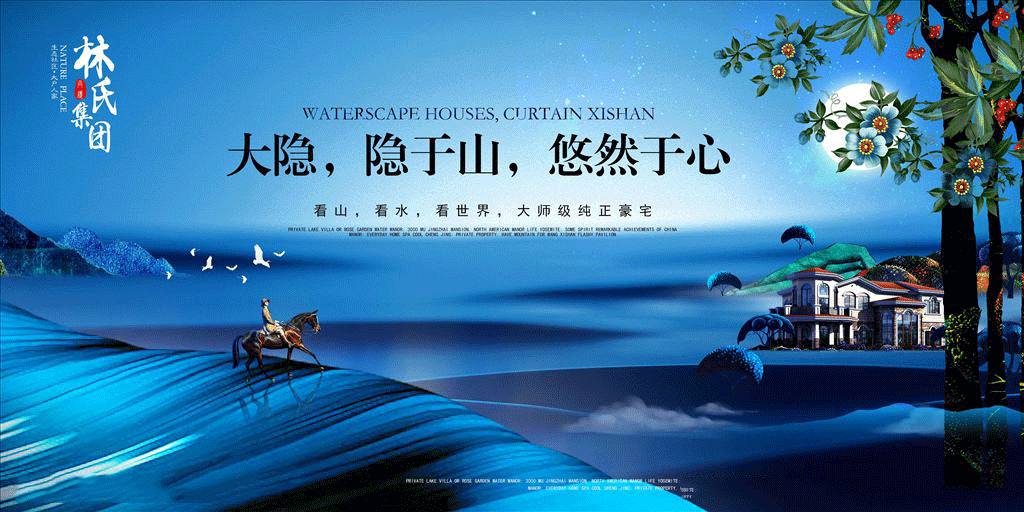 林氏集团
NATURE PLACE
生态社区·大户人家
WATERSCAPE HOUSES, CURTAIN XISHAN
大隐，隐于山，悠然于心
看山，看水，看世界，大师级纯正豪宅
PRIVATE LAKE VILLA OR ROSE GARDEN WATER MANOR: 3000 MU JINGZHAI MANSION, NORTH AMERICAN MANOR LIFE YOSEMITE. SOME SPIRIT REMARKABLE ACHIEVEMENTS OF CHINA
MANOR: EVERYDAY HOME SPA COOL CHENG JING: PRIVATE PROPERTY, HAVE MOUNTAIN FOR WANG XISHAN FLASHY PAVILION
PRIVATE LAKE VILLA OR ROSE GARDEN WATER MANOR: 3000 MU JINGZHAI MANSION, NORTH AMERICAN MANOR LIFE YOSEMITE
MANOR: EVERYDAY HOME SPA COOL CHENG JING: PRIVATE PROPERTY,